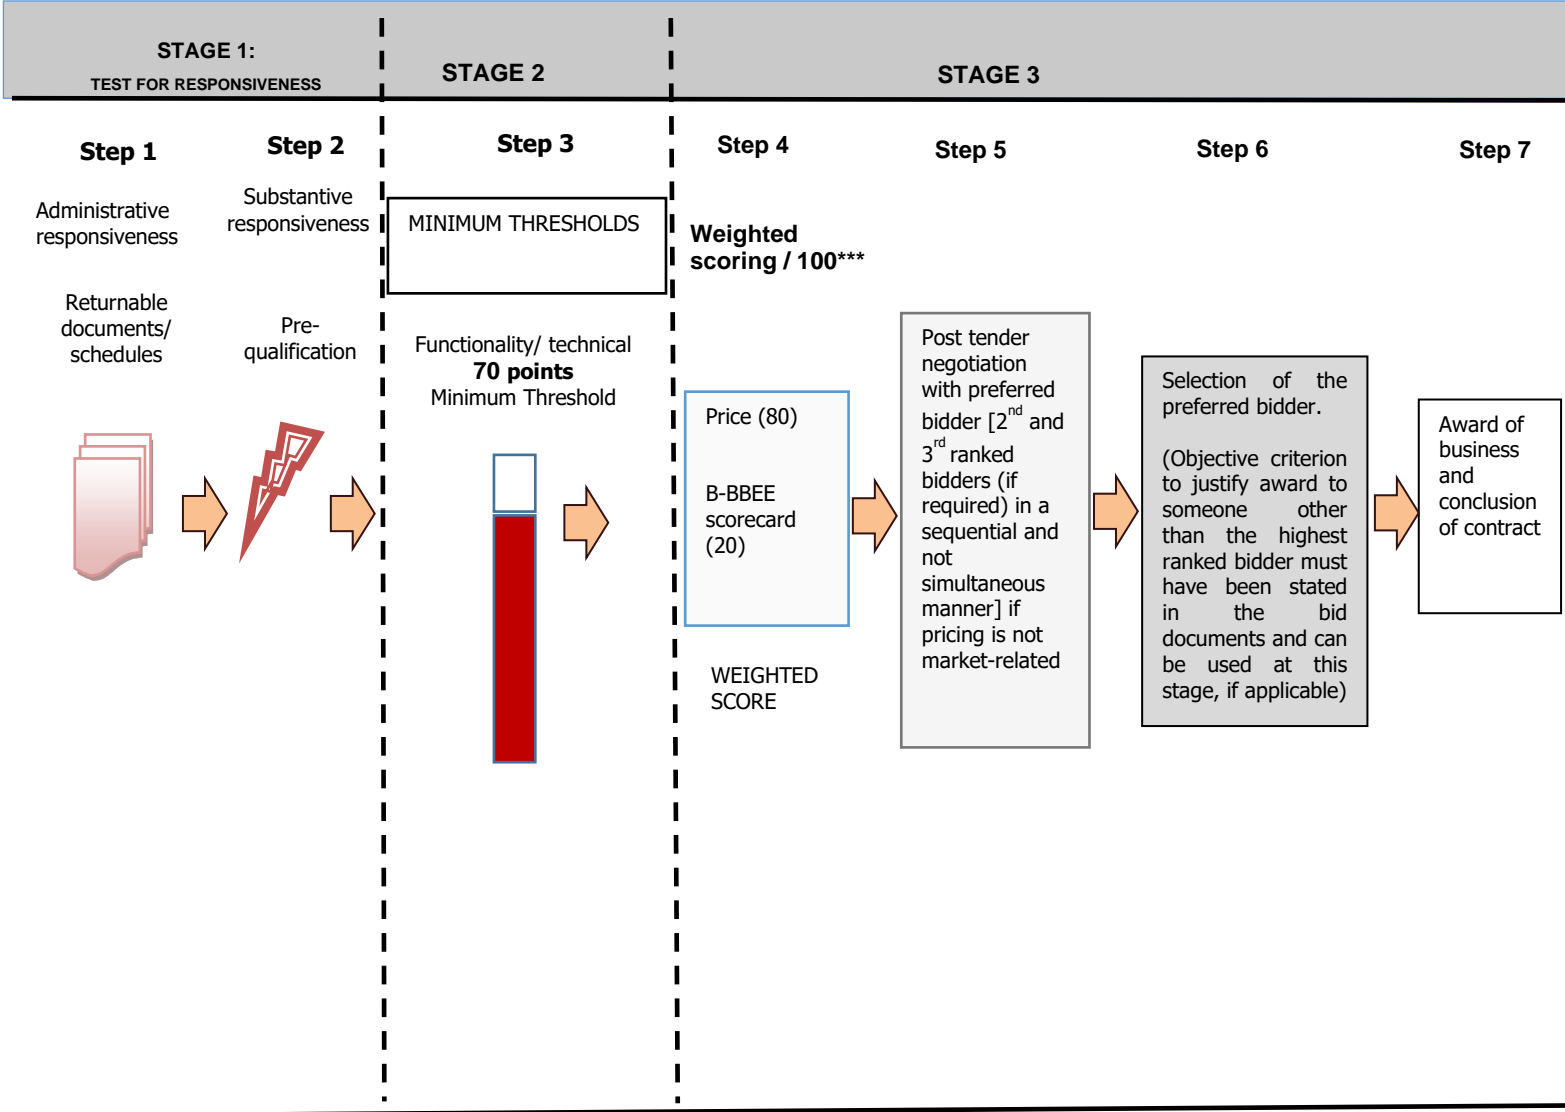 STAGE 1:
TEST FOR RESPONSIVENESS
STAGE 2
STAGE 3
Step 1
Administrative
responsiveness
Returnable
documents/
schedules
Step 2
Substantive
responsiveness
Pre-
qualification
Step 3
MINIMUM THRESHOLDS
Functionality/ technical
70 points
Minimum Threshold
Step 4
Weighted
scoring / 100***
Price (80)
B-BBEE
scorecard
(20)
WEIGHTED
SCORE
Step 5
Post tender
negotiation
with preferred
bidder [2nd and
3rd ranked
bidders (if
required) in a
sequential and
not
simultaneous
manner] if
pricing is not
market-related
Step 6
Selection of the
preferred bidder.
(Objective criterion
to justify award to
someone other
than the highest
ranked bidder must
have been stated
in the bid
documents and can
be used at this
stage, if applicable)
Step 7
Award of
business
and
conclusion
of contract